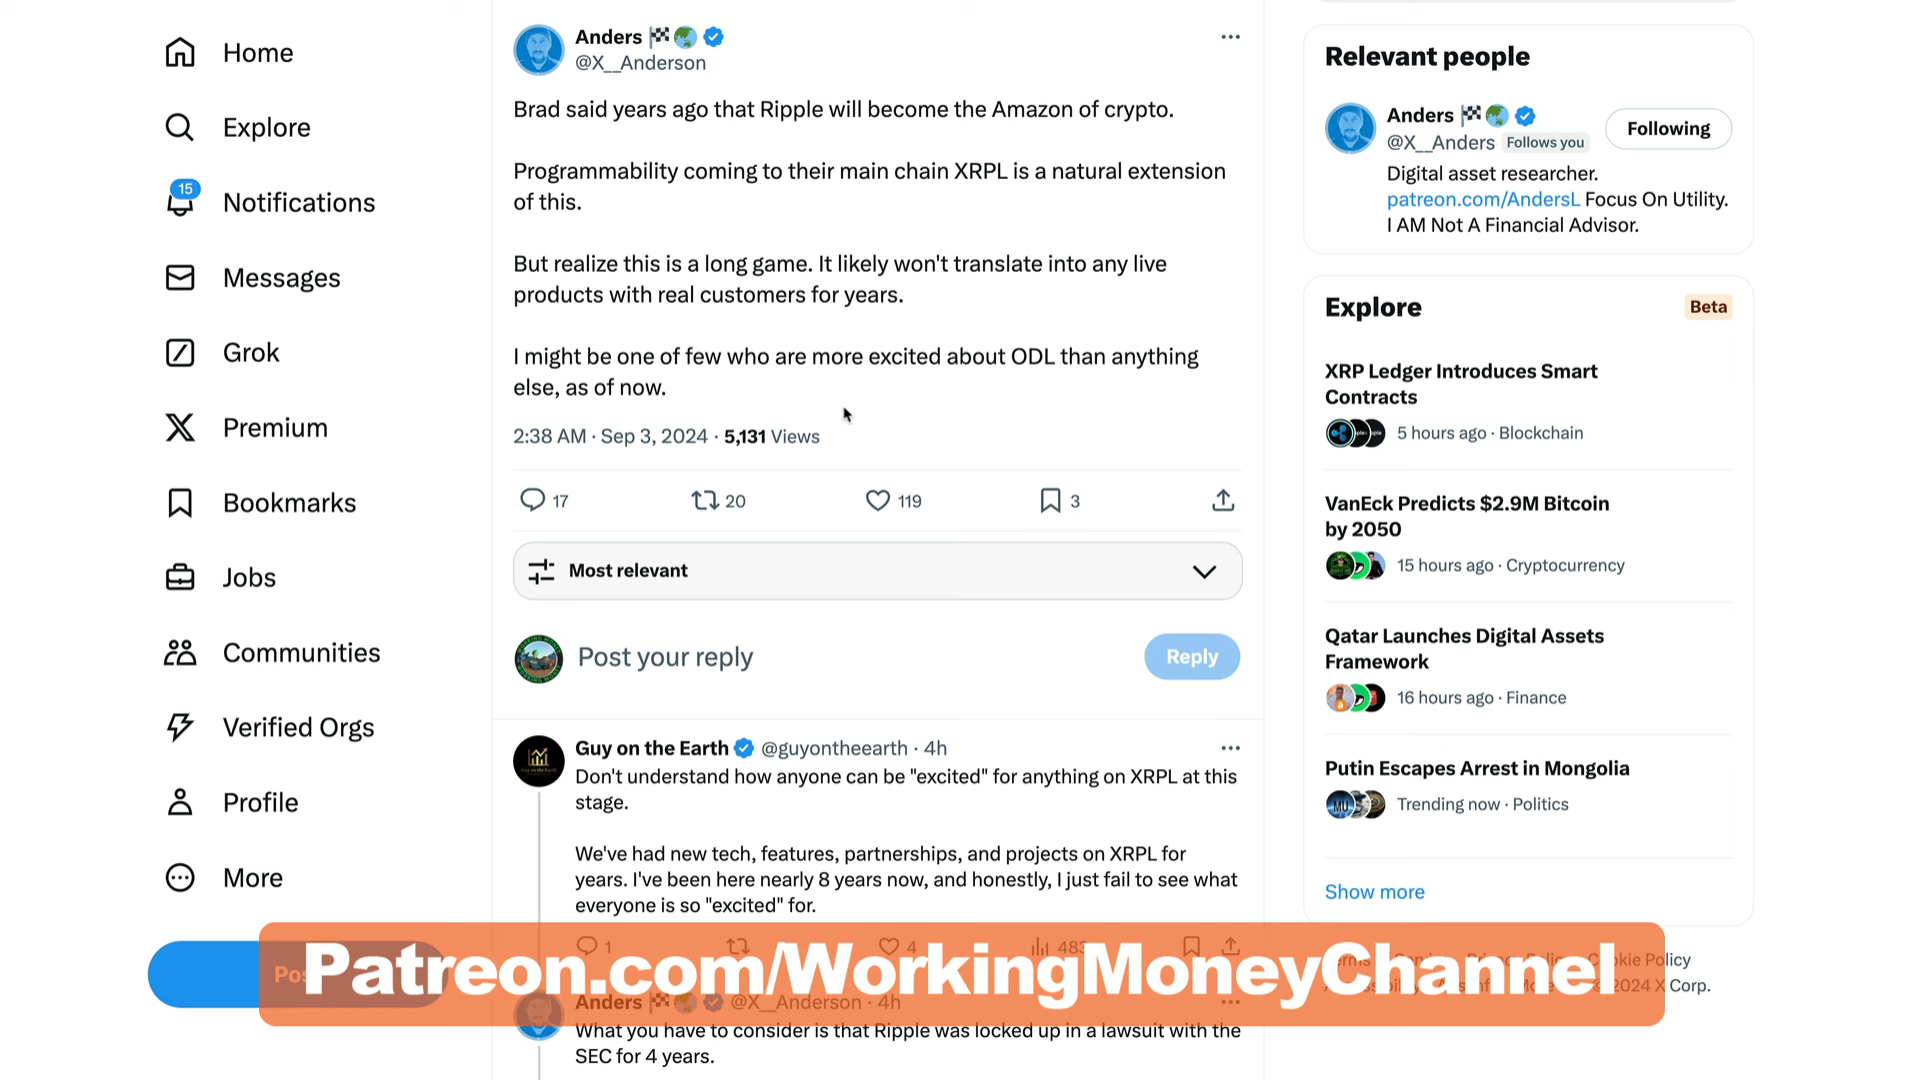 Home
Explore
15
Notifications
Messages
Grok
Premium
Bookmarks
Jobs
Communities
Verified Orgs
Profile
More
Anders
@X__Anderson
Brad said years ago that Ripple will become the Amazon of crypto.
Programmability coming to their main chain XRPL is a natural extension
of this.
But realize this is a long game. It likely won't translate into any live
products with real customers for years.
I might be one of few who are more excited about ODL than anything
else, as of now.
2:38 AM · Sep 3, 2024 · 5,131 Views
17 20 119 3
Most relevant
Post your reply
Reply
Guy on the Earth @guyontheearth · 4h
Don't understand how anyone can be "excited" for anything on XRPL at this
stage.
We've had new tech, features, partnerships, and projects on XRPL for
years. I've been here nearly 8 years now, and honestly, I just fail to see what
everyone is so "excited" for.
1 4 483
Patreon.com/WorkingMoneyChannel
Anders @X__Anderson · 4h
What you have to consider is that Ripple was locked up in a lawsuit with the
SEC for 4 years.
Relevant people
Anders
Following
@X__Anders Follows you
Digital asset researcher.
patreon.com/AndersL Focus On Utility.
I AM Not A Financial Advisor.
Explore
Beta
XRP Ledger Introduces Smart
Contracts
5 hours ago · Blockchain
VanEck Predicts $2.9M Bitcoin
by 2050
15 hours ago · Cryptocurrency
Qatar Launches Digital Assets
Framework
16 hours ago · Finance
Putin Escapes Arrest in Mongolia
Trending now · Politics
Show more
Policy
2024 X Corp.